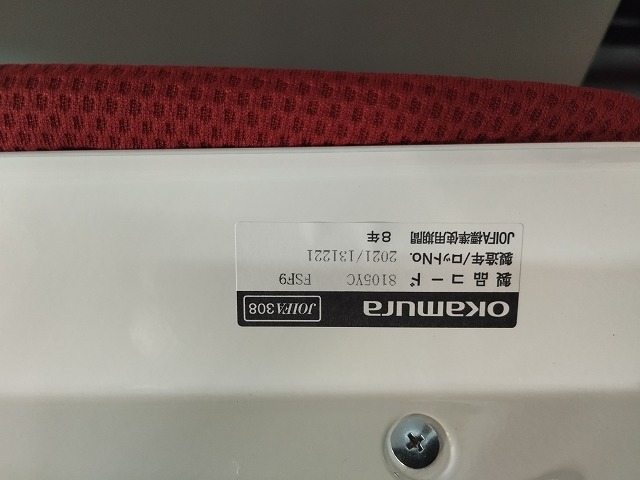 okamura JOIFA308
製品コード 8105YC FSF9
製造年/ロットNo. 2021/131221
JOIFA標準使用期間 8年